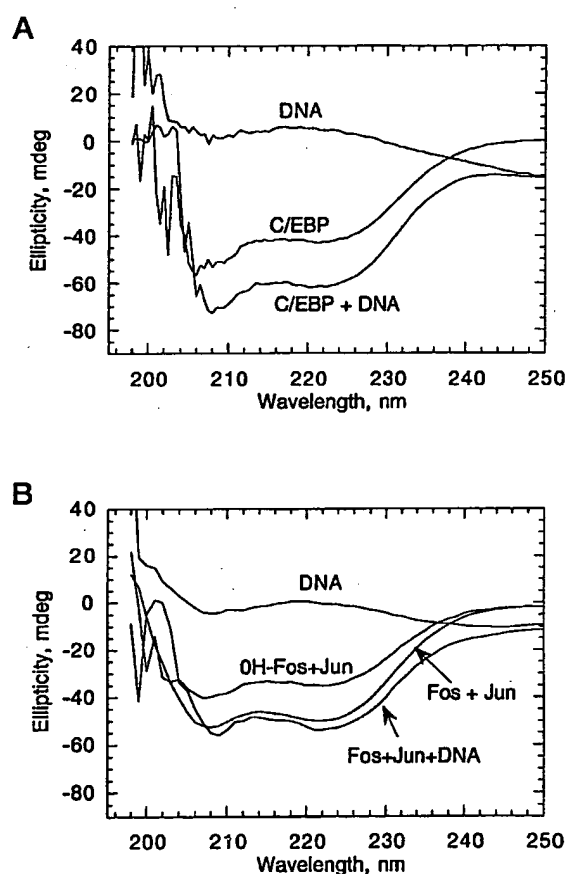 A
40
20
0
-20
-40
-60
-80
Ellipticity, mdeg
DNA
C/EBP
C/EBP + DNA
200 210 220 230 240 250
Wavelength, nm
B
40
20
0
-20
-40
-60
-80
Ellipticity, mdeg
DNA
0H-Fos+Jun
Fos + Jun
Fos+Jun+DNA
200 210 220 230 240 250
Wavelength, nm